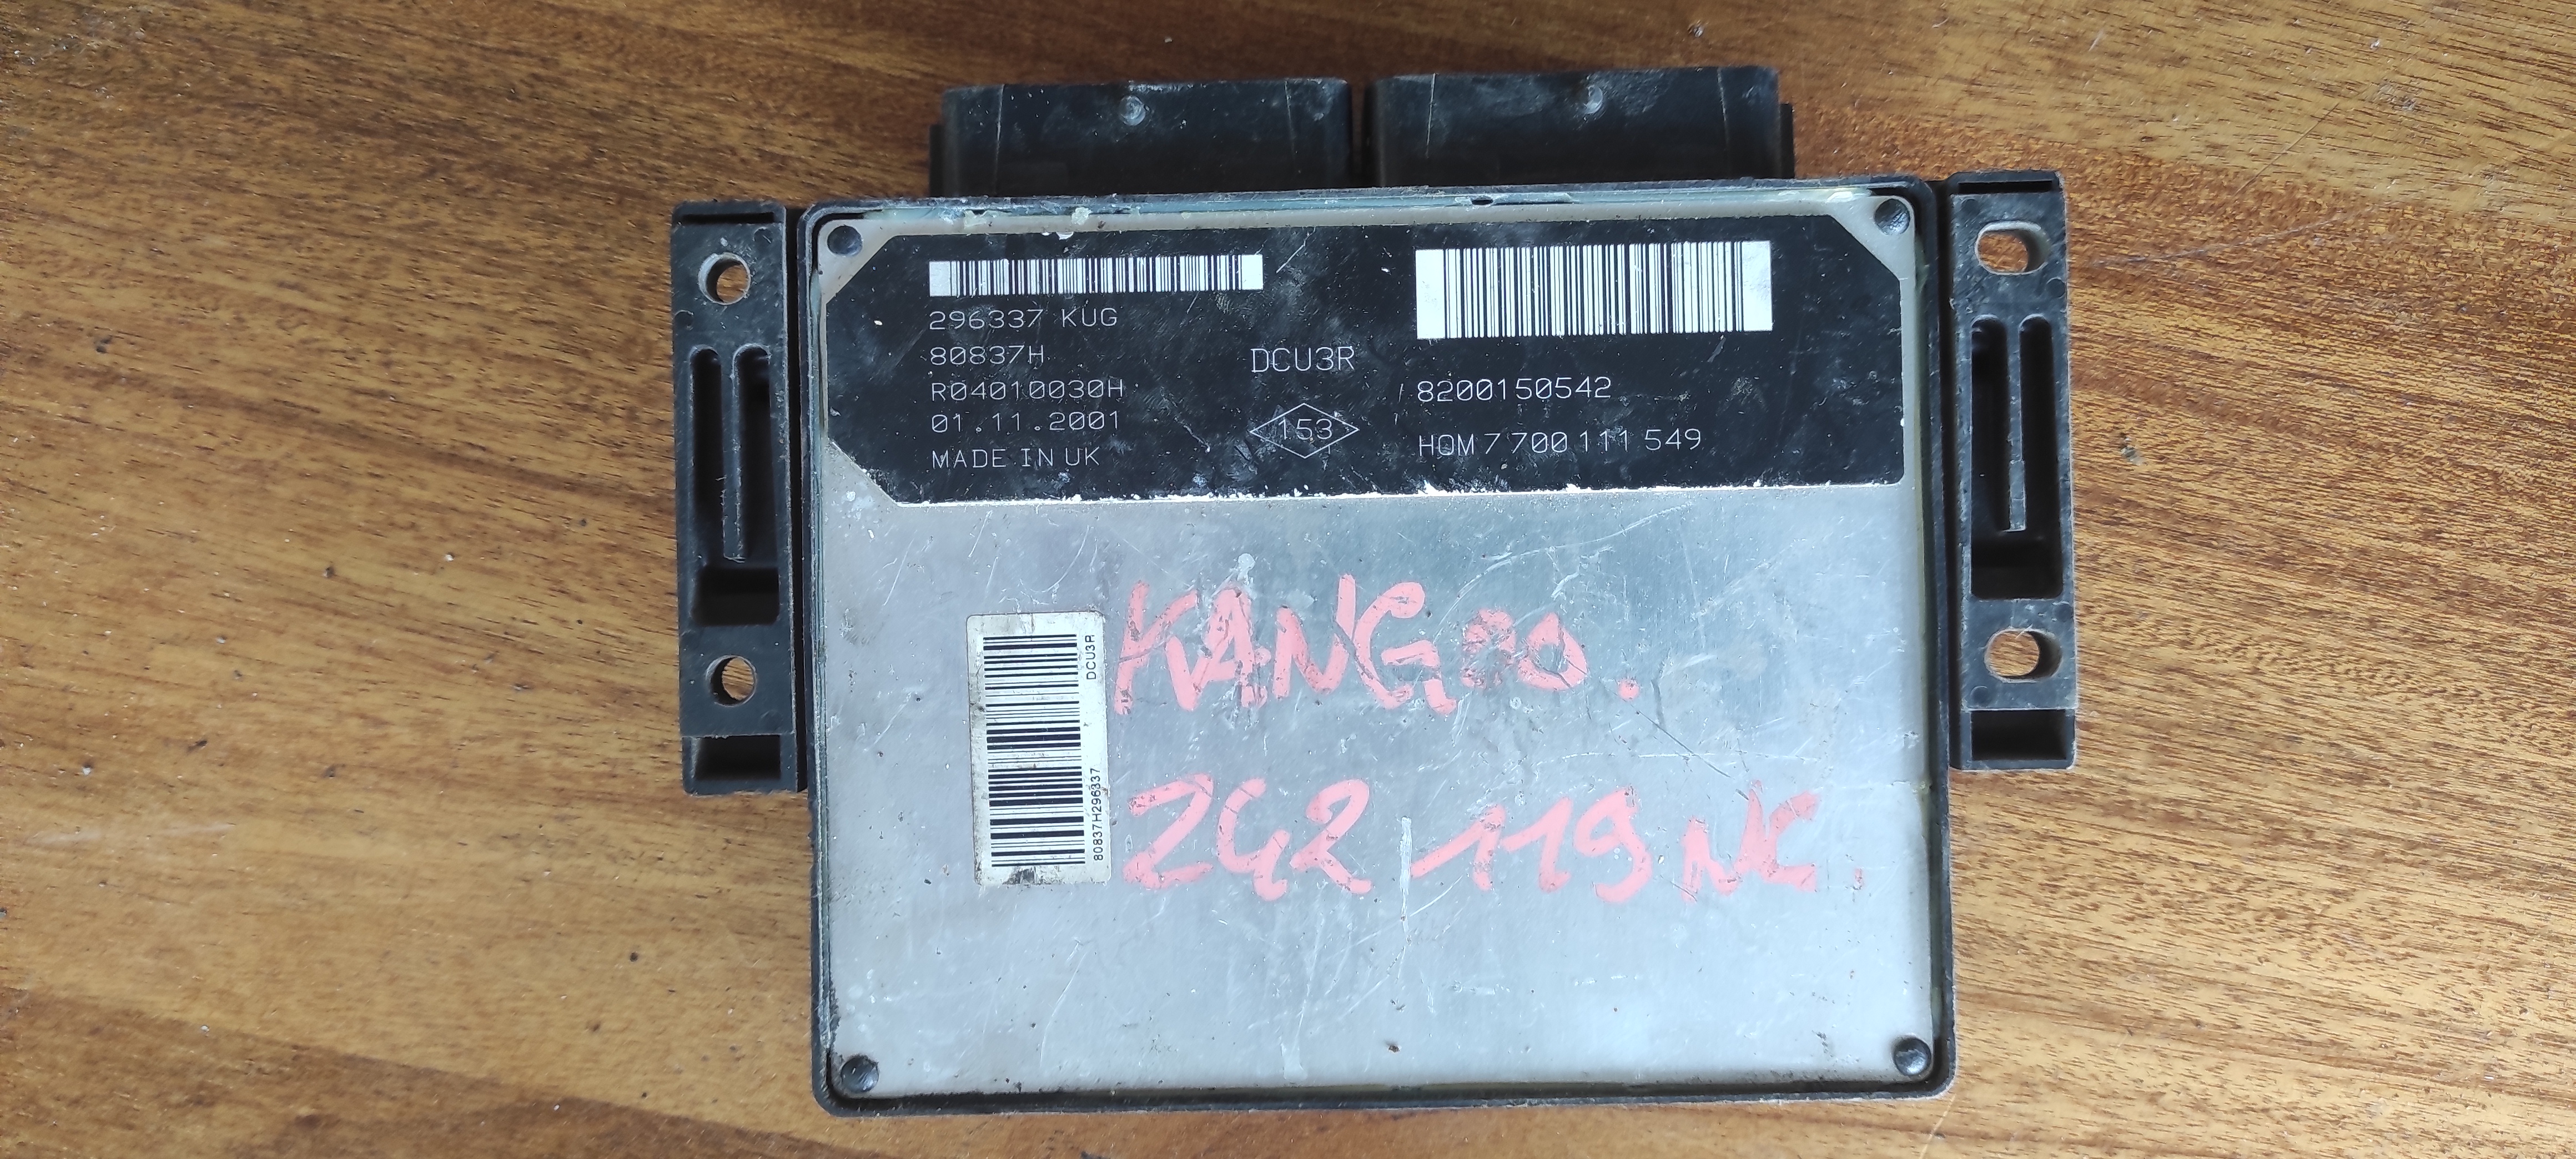 296337 KUG
80837H
R04010030H
01.11.2001
MADE IN UK
DCU3R
153
8200150542
HOM 7 700 111 549
DCU3R
80837H296337
KANGOO.
242 119 NC.